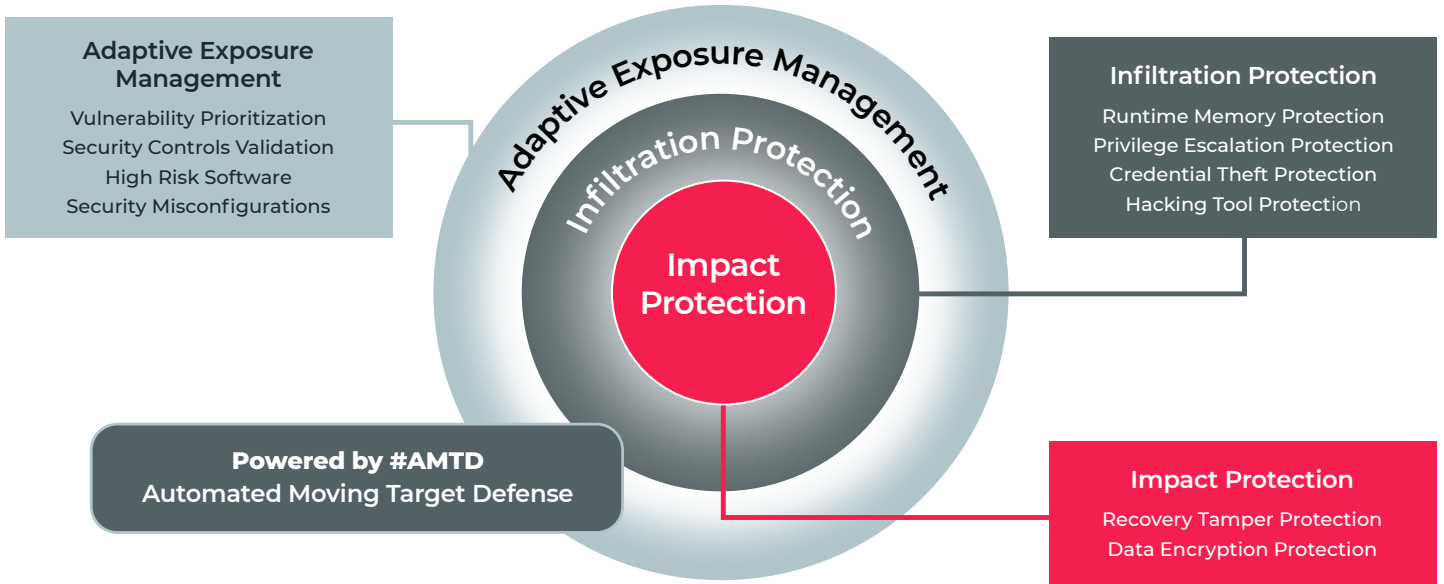 Adaptive Exposure
Management
Vulnerability Prioritization
Security Controls Validation
High Risk Software
Security Misconfigurations
Adaptive Exposure Management
Infiltration Protection
Impact
Protection
Infiltration Protection
Runtime Memory Protection
Privilege Escalation Protection
Credential Theft Protection
Hacking Tool Protection
Powered by #AMTD
Automated Moving Target Defense
Impact Protection
Recovery Tamper Protection
Data Encryption Protection